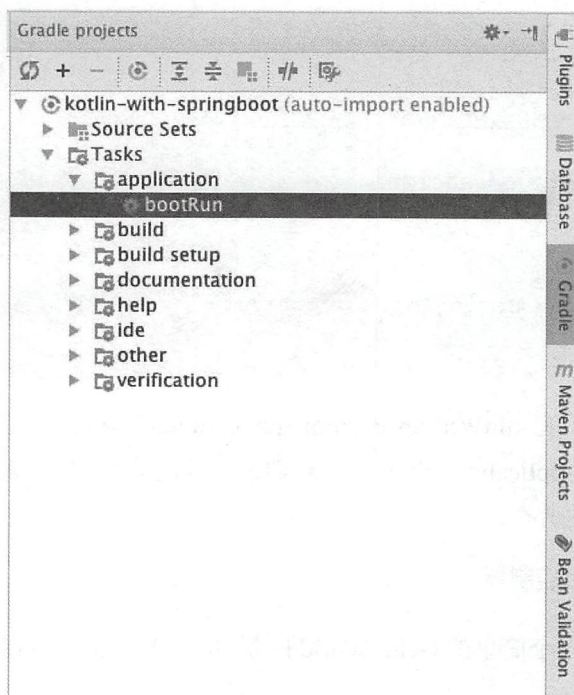 Gradle projects
kotlin-with-springboot (auto-import enabled)
Source Sets
Tasks
application
bootRun
build
build setup
documentation
help
ide
other
verification
Plugins
Database
Gradle
Maven Projects
Bean Validation